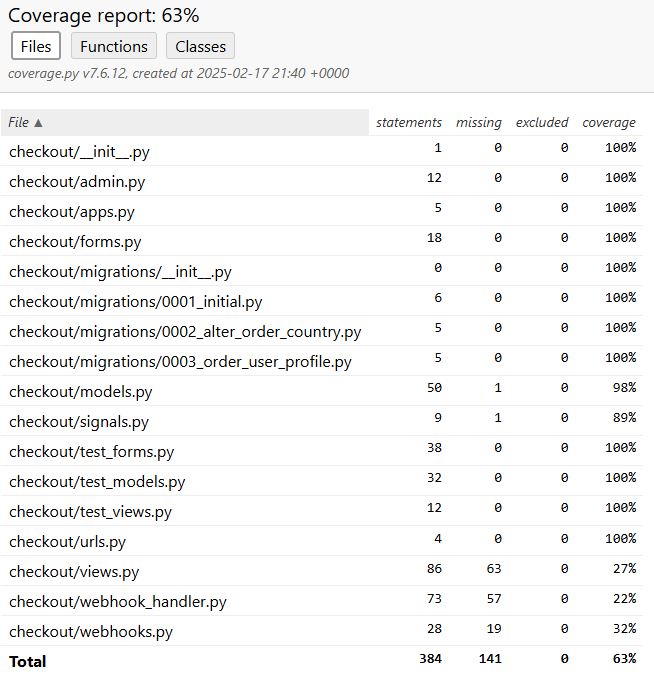 Coverage report: 63%
Files Functions Classes
coverage.py v7.6.12, created at 2025-02-17 21:40 +0000
File ▲ statements missing excluded coverage
checkout/__init__.py 1 0 0 100%
checkout/admin.py 12 0 0 100%
checkout/apps.py 5 0 0 100%
checkout/forms.py 18 0 0 100%
checkout/migrations/__init__.py 0 0 0 100%
checkout/migrations/0001_initial.py 6 0 0 100%
checkout/migrations/0002_alter_order_country.py 5 0 0 100%
checkout/migrations/0003_order_user_profile.py 5 0 0 100%
checkout/models.py 50 1 0 98%
checkout/signals.py 9 1 0 89%
checkout/test_forms.py 38 0 0 100%
checkout/test_models.py 32 0 0 100%
checkout/test_views.py 12 0 0 100%
checkout/urls.py 4 0 0 100%
checkout/views.py 86 63 0 27%
checkout/webhook_handler.py 73 57 0 22%
checkout/webhooks.py 28 19 0 32%
Total 384 141 0 63%